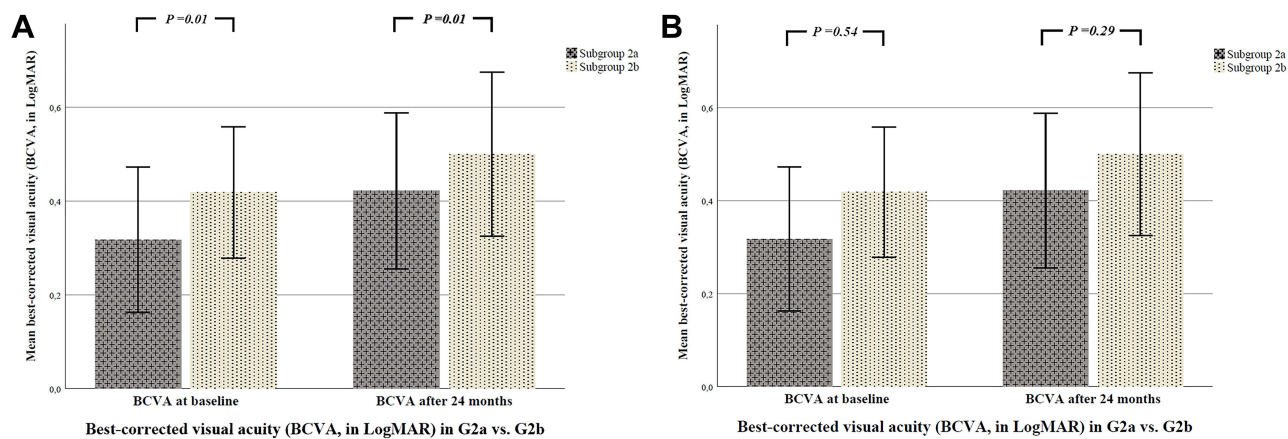 A
P =0.01
P =0.01
Subgroup 2a
Subgroup 2b
Mean best-corrected visual acuity (BCVA, in LogMAR)
0,6
0,4
0,2
0,0
BCVA at baseline
BCVA after 24 months
Best-corrected visual acuity (BCVA, in LogMAR) in G2a vs. G2b
B
P =0.54
P =0.29
Subgroup 2a
Subgroup 2b
Mean best-corrected visual acuity (BCVA, in LogMAR)
0,6
0,4
0,2
0,0
BCVA at baseline
BCVA after 24 months
Best-corrected visual acuity (BCVA, in LogMAR) in G2a vs. G2b